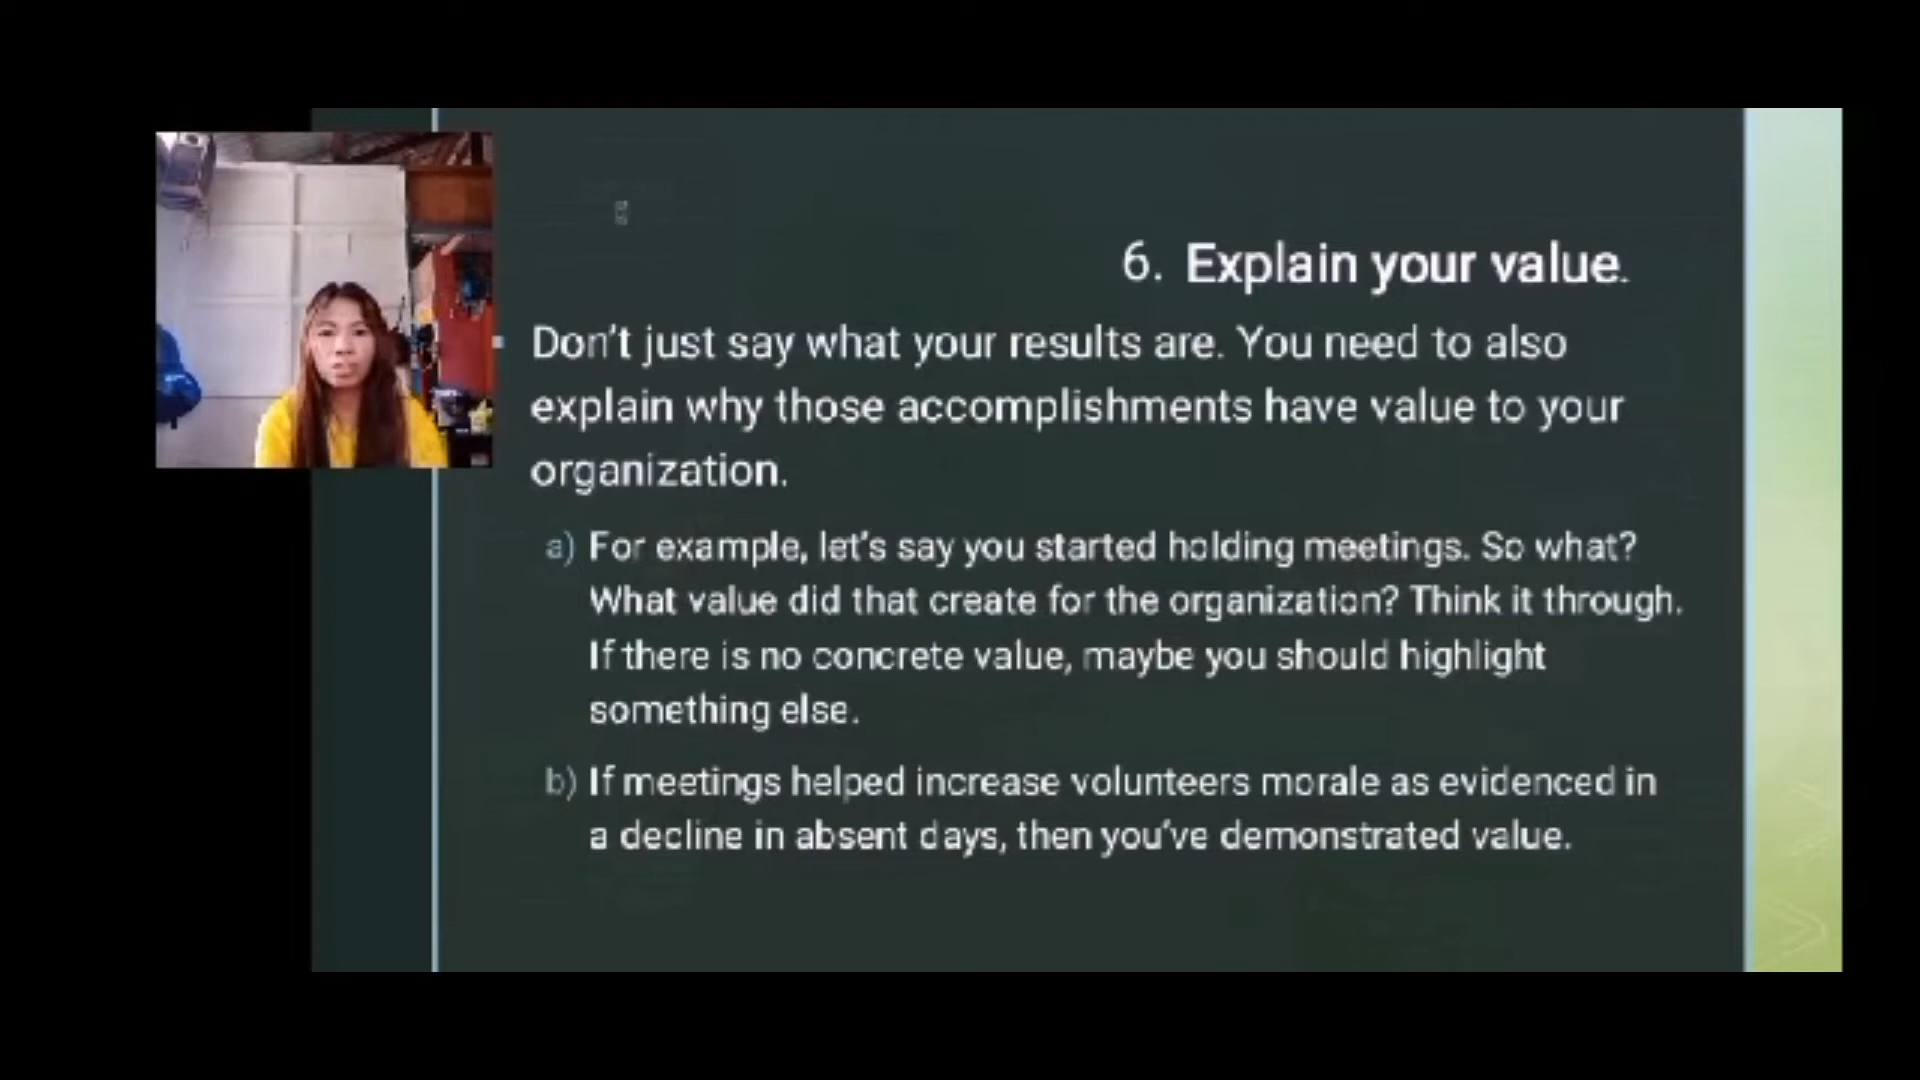 6. Explain your value.
Don't just say what your results are. You need to also
explain why those accomplishments have value to your
organization.
a) For example, let's say you started holding meetings. So what?
What value did that create for the organization? Think it through.
If there is no concrete value, maybe you should highlight
something else.
b) If meetings helped increase volunteers morale as evidenced in
a decline in absent days, then you've demonstrated value.